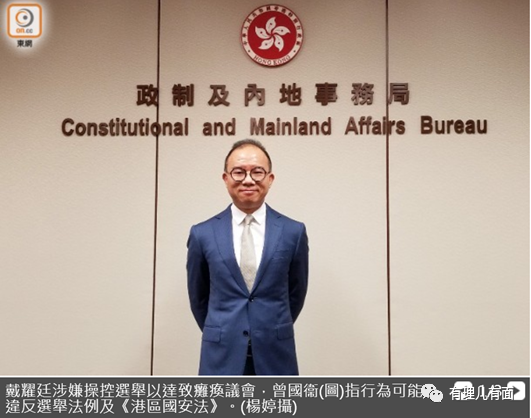 on.cc
東網
HONG KONG
政制及內地事務局
Constitutional and Mainland Affairs Bureau
戴耀廷涉嫌操控選舉以達致癱瘓議會，曾國衞(圖)指行為可能
有理儿有面
違反選舉法例及《港區國安法》。(楊婷攝)